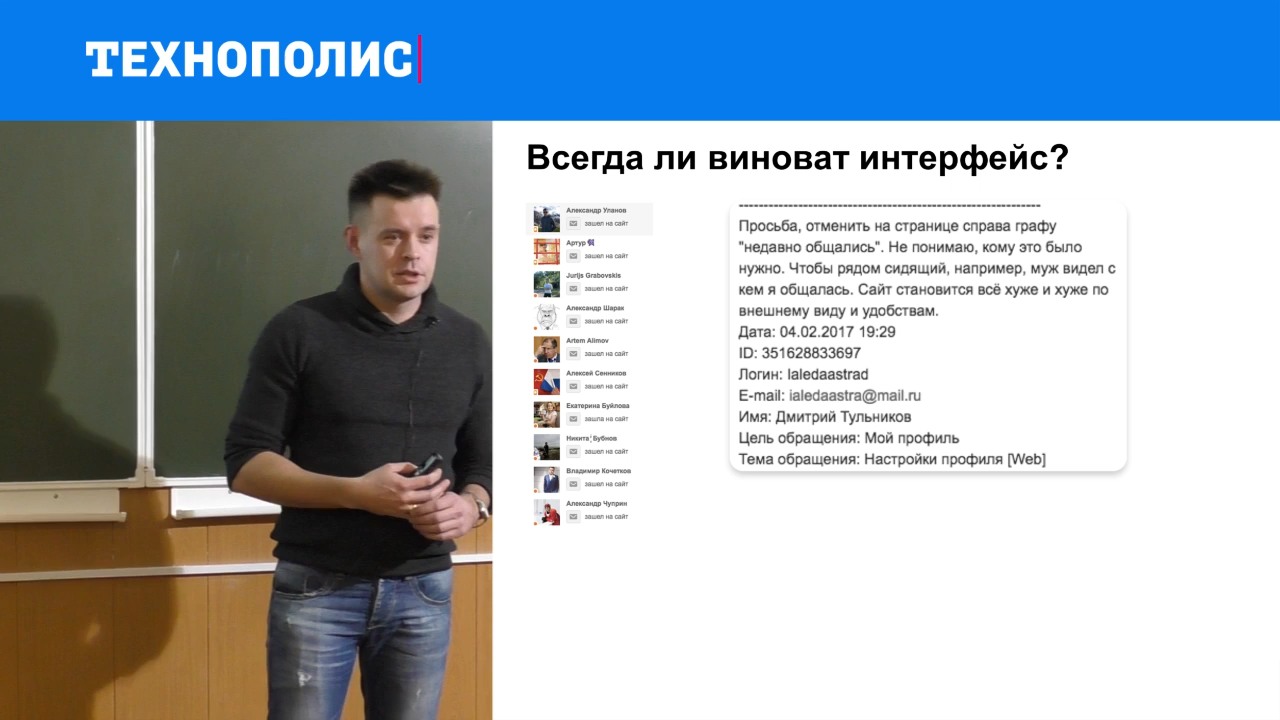 ТЕХНОПОЛИС
Всегда ли виноват интерфейс?
Александр Уланов
зашел на сайт
Артур
зашел на сайт
Jurijs Grabovskis
зашел на сайт
Александр Шарак
зашел на сайт
Artem Alimov
зашел на сайт
Алексей Сенников
зашел на сайт
Екатерина Буйлова
зашла на сайт
Никита Бубнов
зашел на сайт
Владимир Кочетков
зашел на сайт
Александр Чуприн
зашел на сайт
----------------------------------------------------------------
Просьба, отменить на странице справа графу
"недавно общались". Не понимаю, кому это было
нужно. Чтобы рядом сидящий, например, муж видел с
кем я общалась. Сайт становится всё хуже и хуже по
внешнему виду и удобствам.
Дата: 04.02.2017 19:29
ID: 351628833697
Логин: laledaastrad
E-mail: ialedaastra@mail.ru
Имя: Дмитрий Тульников
Цель обращения: Мой профиль
Тема обращения: Настройки профиля [Web]